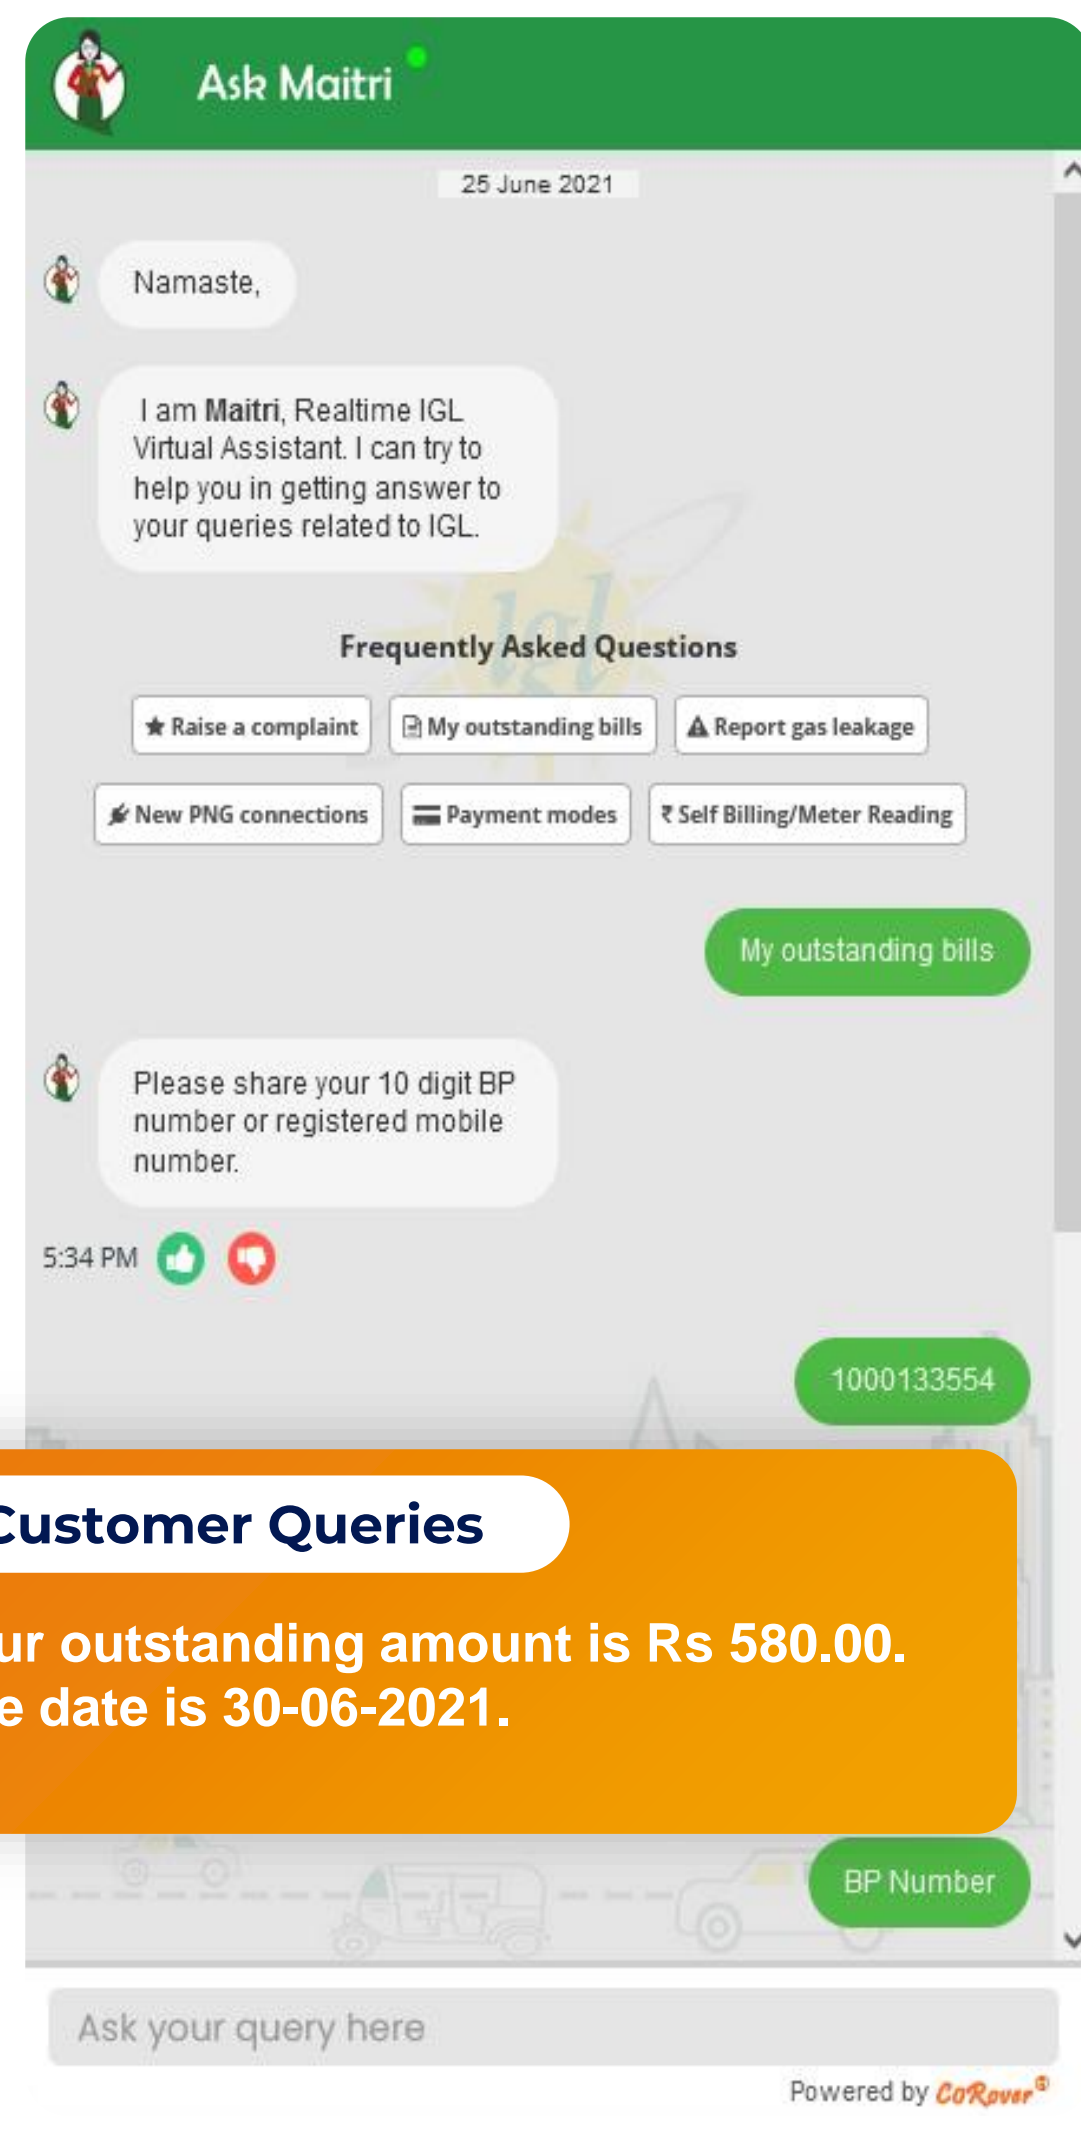 Ask Maitri
25 June 2021
Namaste,
I am Maitri, Realtime IGL
Virtual Assistant. I can try to
help you in getting answer to
your queries related to IGL.
igl
Frequently Asked Questions
Raise a complaint
My outstanding bills
Report gas leakage
New PNG connections
Payment modes
₹ Self Billing/Meter Reading
My outstanding bills
Please share your 10 digit BP
number or registered mobile
number.
5:34 PM
1000133554
Customer Queries
ur outstanding amount is Rs 580.00.
e date is 30-06-2021.
BP Number
Ask your query here
Powered by CoRover®